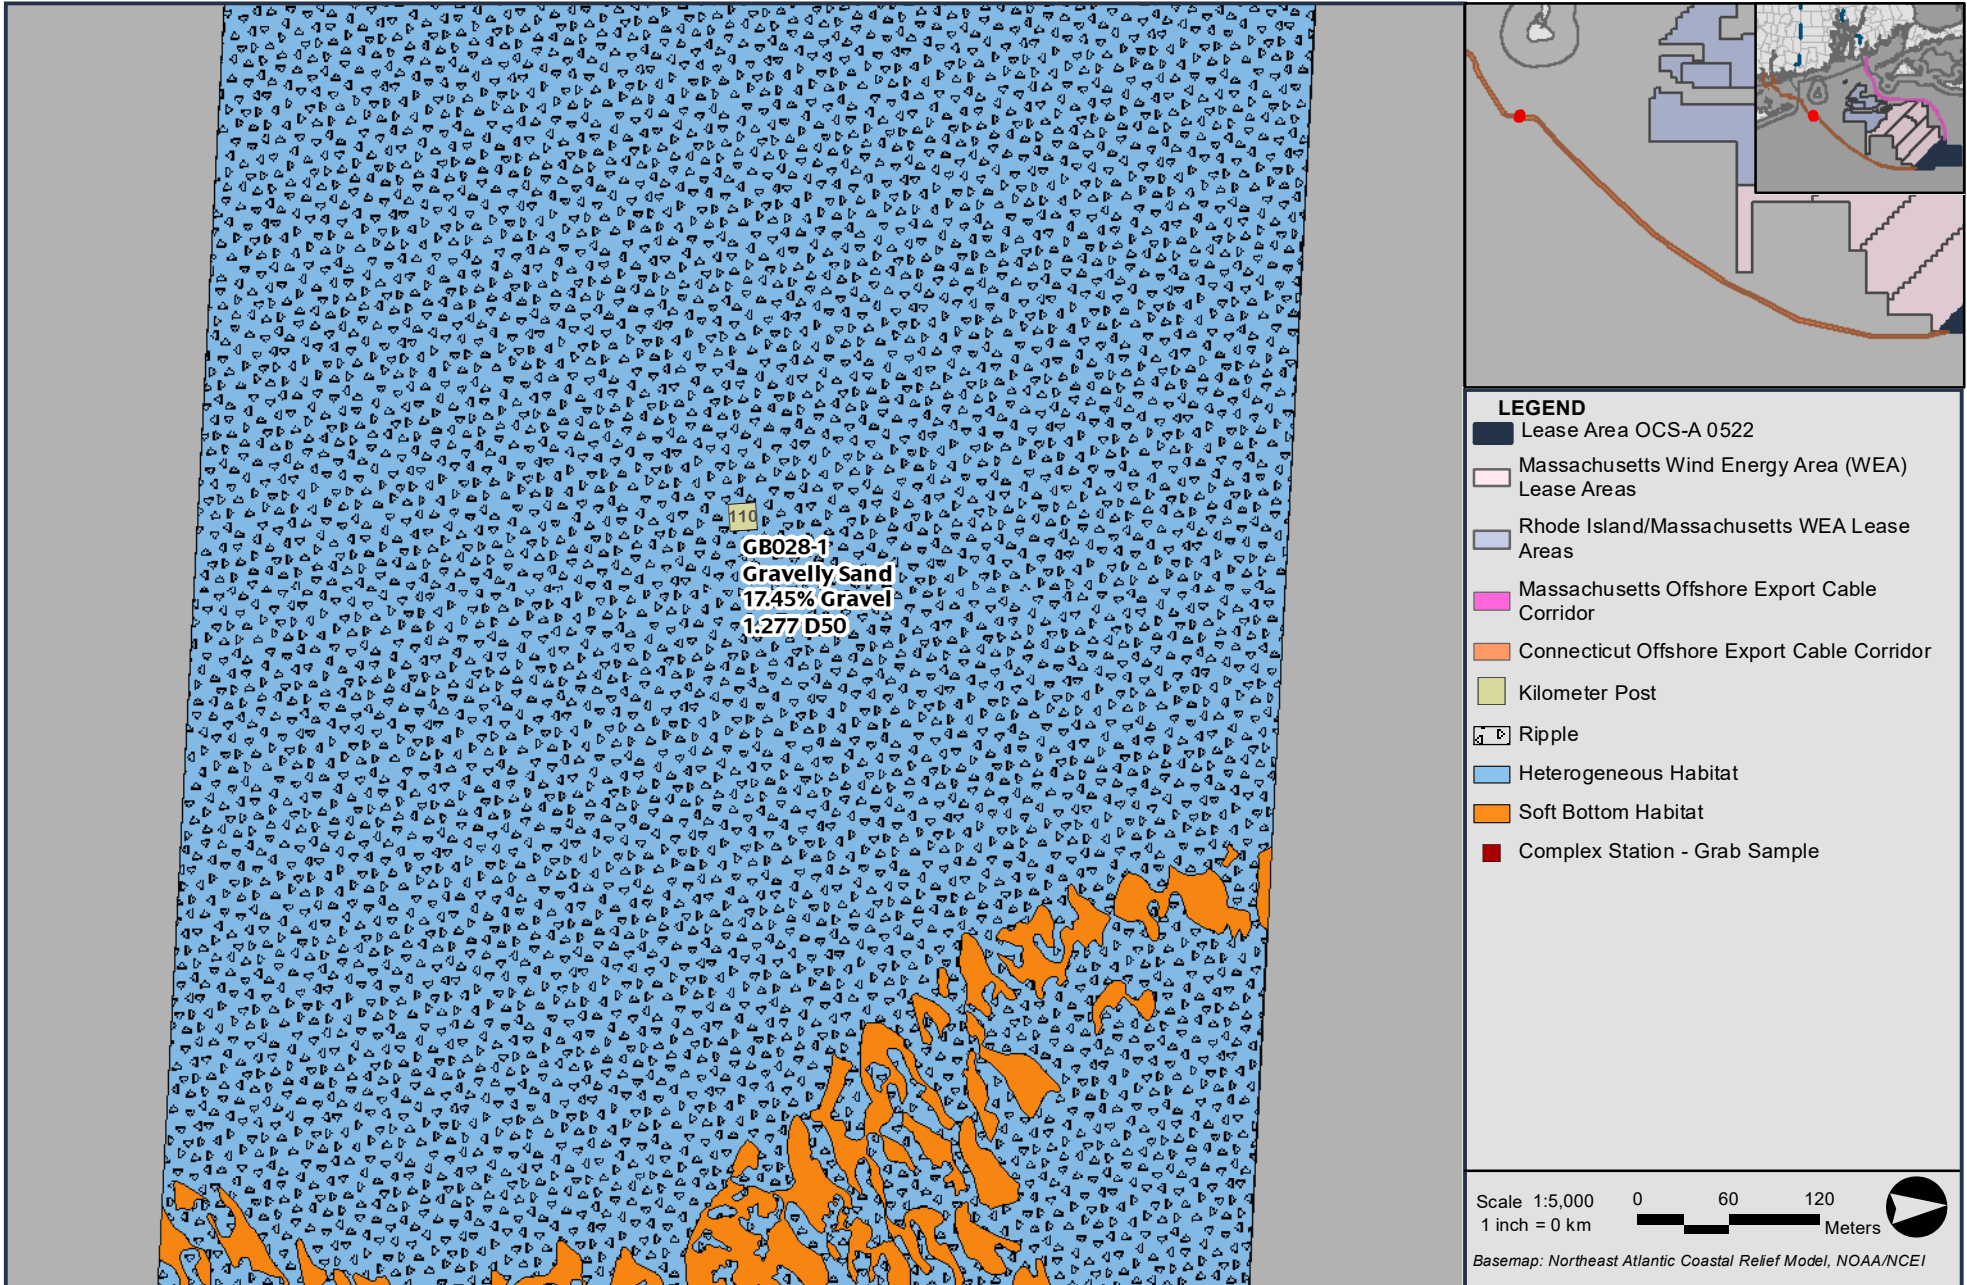 110
GB028-1
Gravelly Sand
17.45% Gravel
1.277 D50
LEGEND
Lease Area OCS-A 0522
Massachusetts Wind Energy Area (WEA)
Lease Areas
Rhode Island/Massachusetts WEA Lease
Areas
Massachusetts Offshore Export Cable
Corridor
Connecticut Offshore Export Cable Corridor
Kilometer Post
Ripple
Heterogeneous Habitat
Soft Bottom Habitat
Complex Station - Grab Sample
Scale 1:5,000
1 inch = 0 km
0 60 120
Meters
Basemap: Northeast Atlantic Coastal Relief Model, NOAA/NCEI